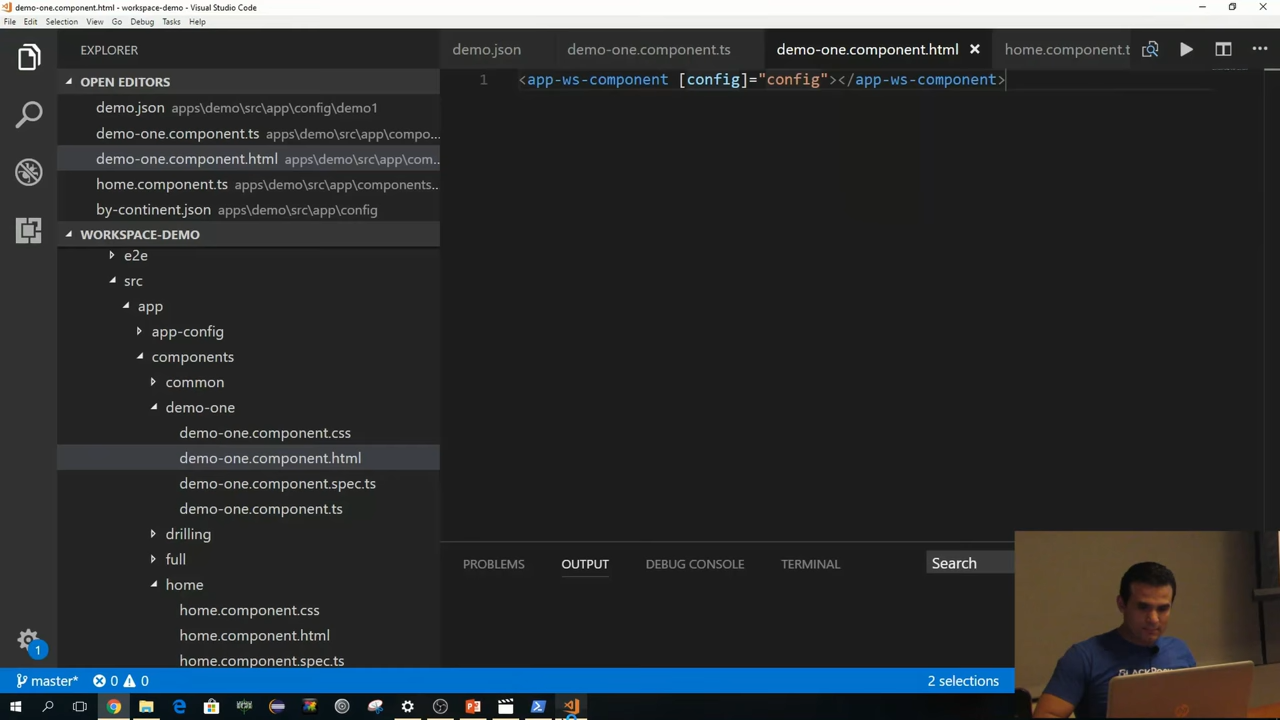 demo-one.component.html - workspace-demo - Visual Studio Code
File Edit Selection View Go Debug Tasks Help
EXPLORER
OPEN EDITORS
demo.json apps\demo\src\app\config\demo1
demo-one.component.ts apps\demo\src\app\compo...
demo-one.component.html apps\demo\src\app\com...
home.component.ts apps\demo\src\app\components...
by-continent.json apps\demo\src\app\config
WORKSPACE-DEMO
e2e
src
app
app-config
components
common
demo-one
demo-one.component.css
demo-one.component.html
demo-one.component.spec.ts
demo-one.component.ts
drilling
full
home
home.component.css
home.component.html
home.component.spec.ts
1
master* 0 0
demo.json demo-one.component.ts demo-one.component.html home.component.t
1 <app-ws-component [config]="config"></app-ws-component>
PROBLEMS OUTPUT DEBUG CONSOLE TERMINAL
Search
2 selections